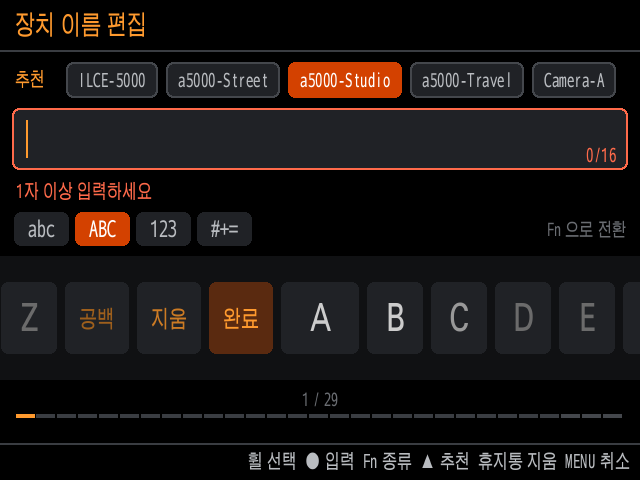 장치 이름 편집
추천 ILCE-5000 a5000-Street a5000-Studio a5000-Travel Camera-A
0/16
1자 이상 입력하세요
abc ABC 123 #+= Fn 으로 전환
Z 공백 지움 완료 A B C D E
1 / 29
휠 선택 ● 입력 Fn 종류 ▲ 추천 휴지통 지움 MENU 취소